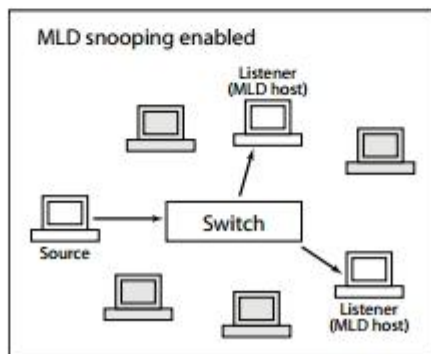 MLD snooping enabled
Listener
(MLD host)
Switch
Source
Listener
(MLD host)